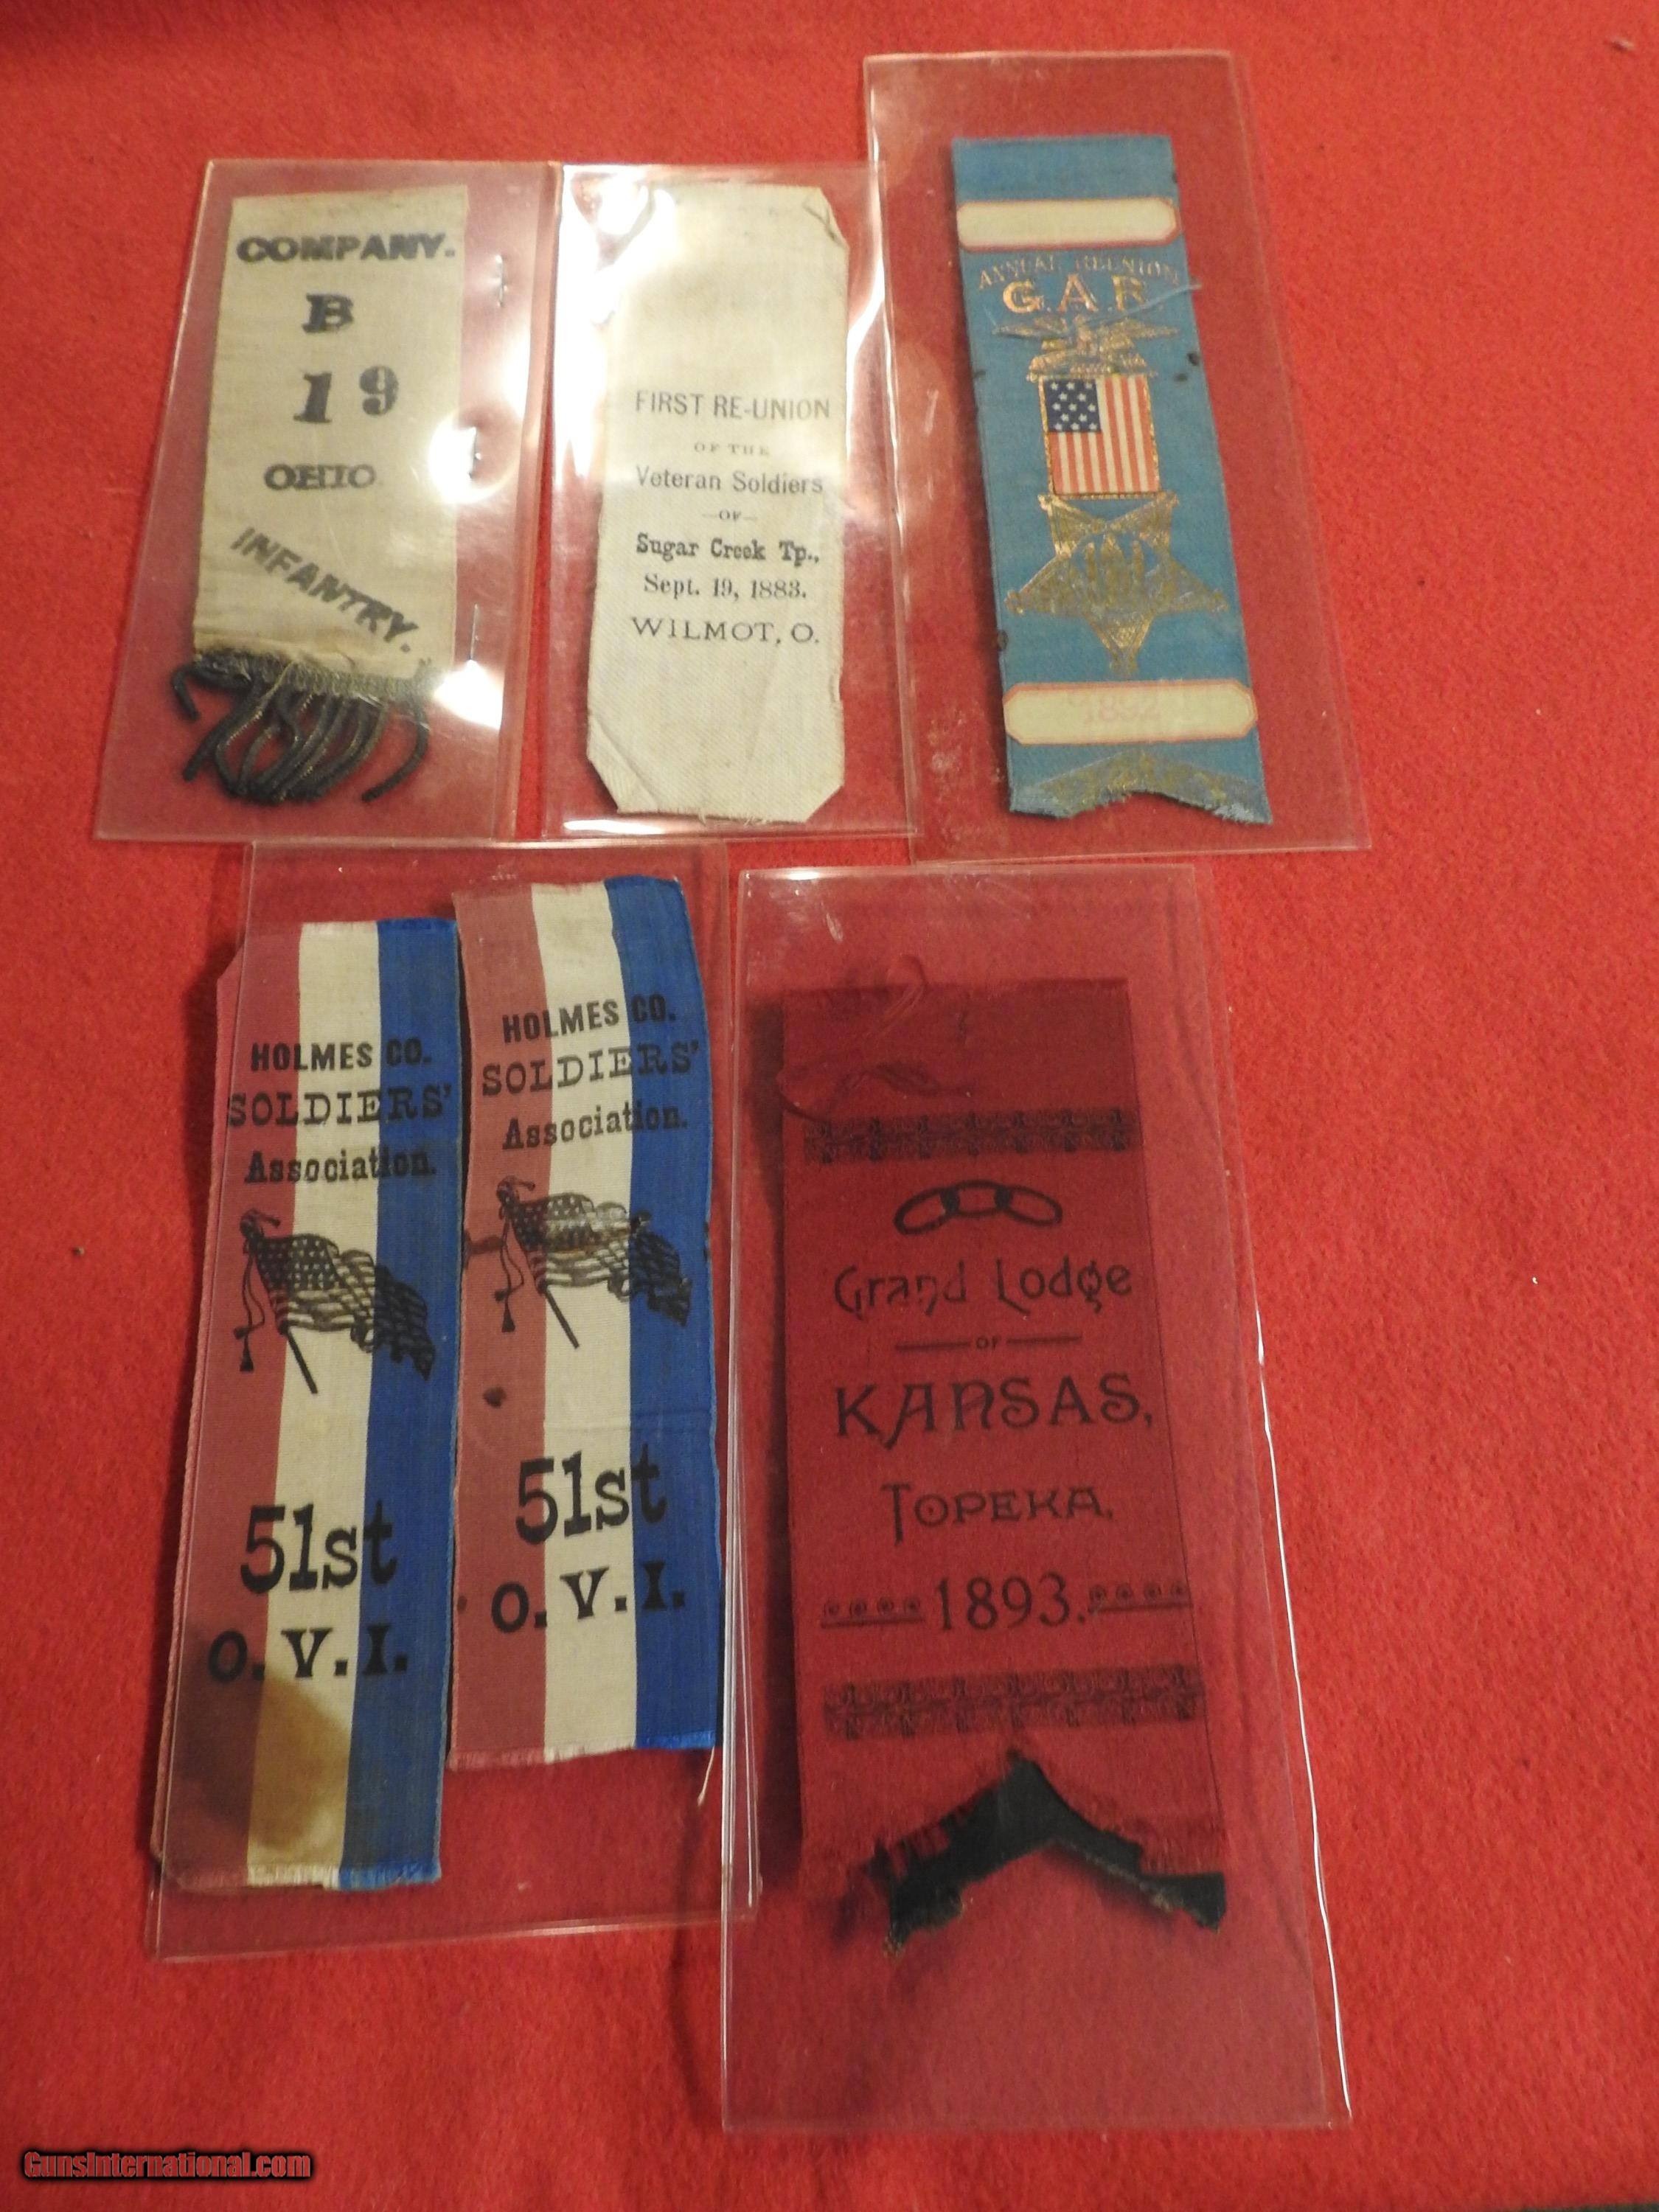 COMPANY.
B
19
OHIO
INFANTRY.
FIRST RE-UNION
OF THE
Veteran Soldiers
—OF—
Sugar Creek Tp.,
Sept. 19, 1883.
WILMOT, O.
ANNUAL REUNION
G.A.R
1892
HOLMES CO.
SOLDIERS'
Association.
51st
O.V.I.
HOLMES CO.
SOLDIERS'
Association.
51st
O.V.I.
Grand Lodge
OF
KANSAS,
TOPEKA,
1893.
GunsInternational.com